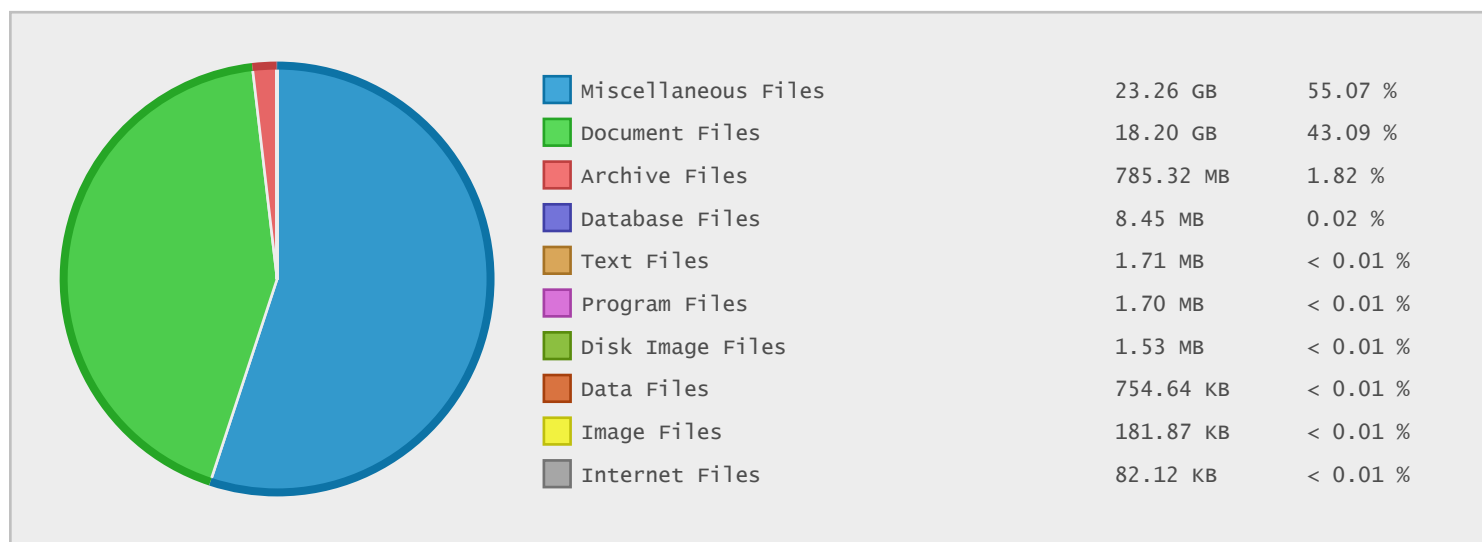 Miscellaneous Files 23.26 GB 55.07 %
Document Files 18.20 GB 43.09 %
Archive Files 785.32 MB 1.82 %
Database Files 8.45 MB 0.02 %
Text Files 1.71 MB < 0.01 %
Program Files 1.70 MB < 0.01 %
Disk Image Files 1.53 MB < 0.01 %
Data Files 754.64 KB < 0.01 %
Image Files 181.87 KB < 0.01 %
Internet Files 82.12 KB < 0.01 %